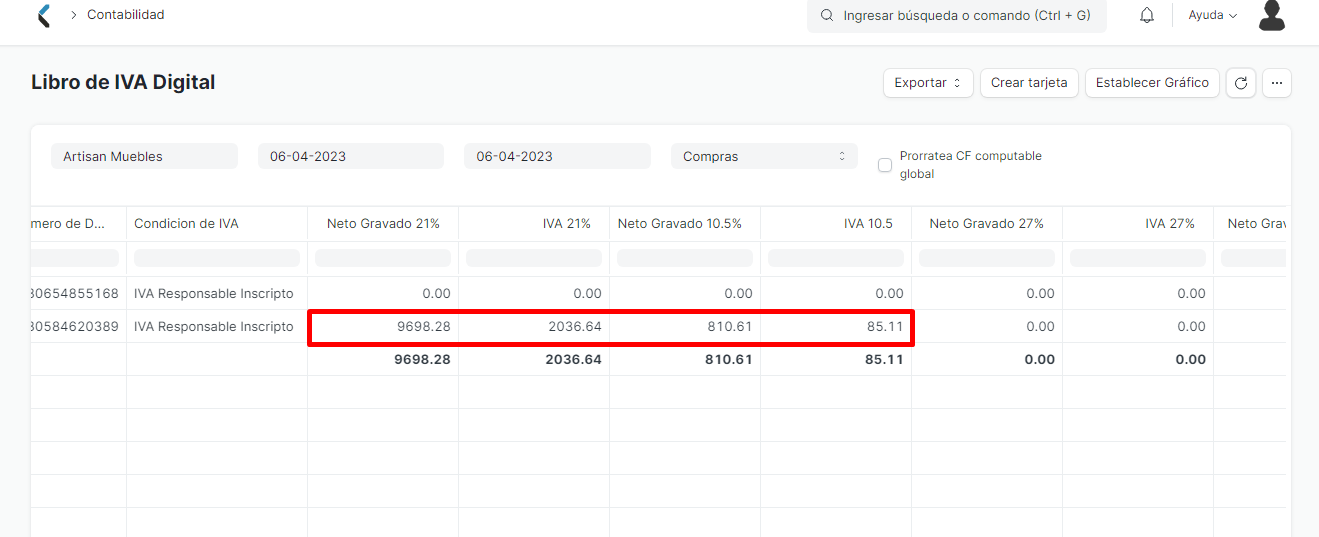 Contabilidad
Ingresar búsqueda o comando (Ctrl + G)
Ayuda
Libro de IVA Digital
Exportar
Crear tarjeta
Establecer Gráfico
Artisan Muebles
06-04-2023
06-04-2023
Compras
Prorratea CF computable
global
mero de D... Condicion de IVA Neto Gravado 21% IVA 21% Neto Gravado 10.5% IVA 10.5 Neto Gravado 27% IVA 27% Neto Grav
30654855168 IVA Responsable Inscripto 0.00 0.00 0.00 0.00 0.00 0.00
30584620389 IVA Responsable Inscripto 9698.28 2036.64 810.61 85.11 0.00 0.00
9698.28 2036.64 810.61 85.11 0.00 0.00